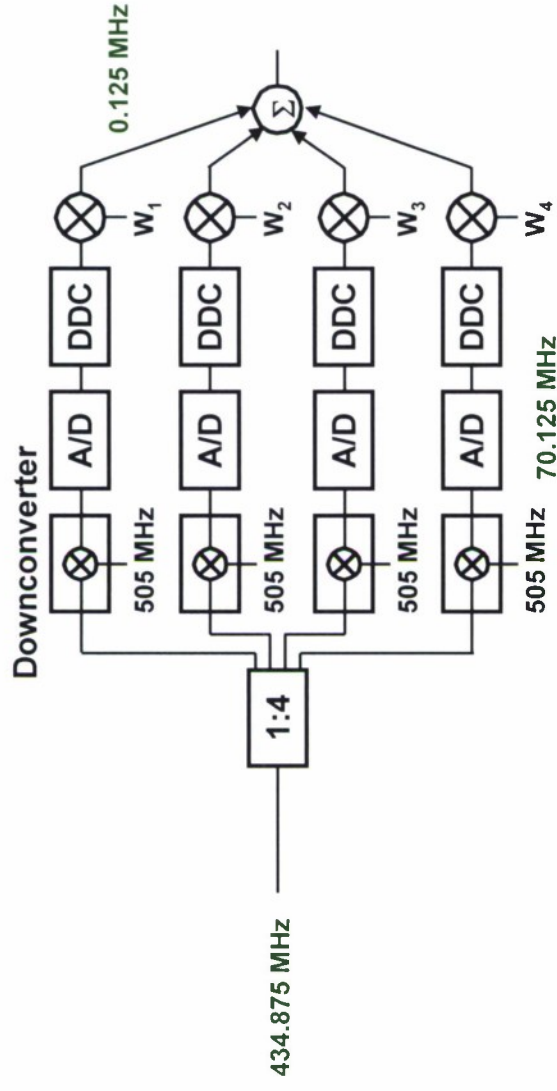 Downconverter
434.875 MHz
1:4
505 MHz
A/D
DDC
W1
0.125 MHz
505 MHz
A/D
DDC
W2
Σ
505 MHz
A/D
DDC
W3
505 MHz
70.125 MHz
A/D
DDC
W4